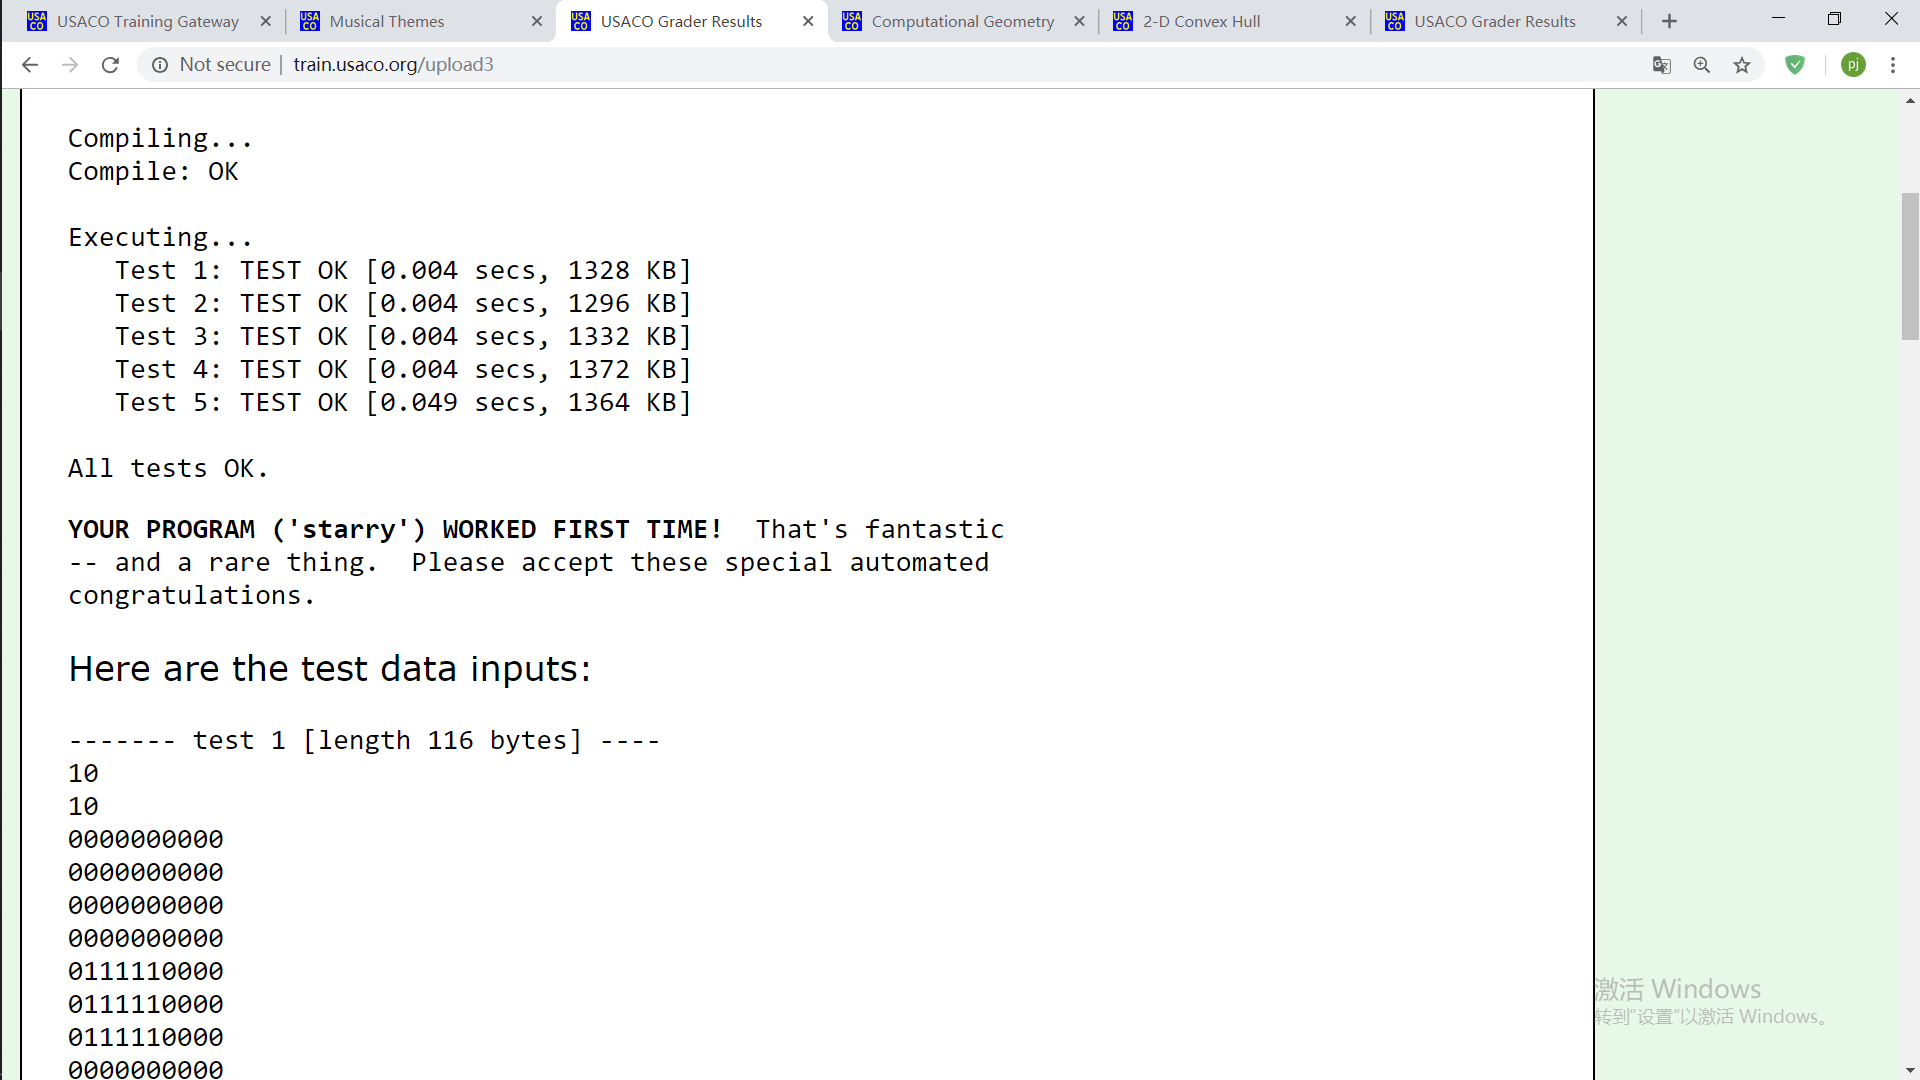 USACO Training Gateway
Musical Themes
USACO Grader Results
Computational Geometry
2-D Convex Hull
USACO Grader Results
Not secure
train.usaco.org/upload3
pj
Compiling...
Compile: OK
Executing...
Test 1: TEST OK [0.004 secs, 1328 KB]
Test 2: TEST OK [0.004 secs, 1296 KB]
Test 3: TEST OK [0.004 secs, 1332 KB]
Test 4: TEST OK [0.004 secs, 1372 KB]
Test 5: TEST OK [0.049 secs, 1364 KB]
All tests OK.
YOUR PROGRAM ('starry') WORKED FIRST TIME!  That's fantastic
-- and a rare thing.  Please accept these special automated
congratulations.
Here are the test data inputs:
------- test 1 [length 116 bytes] ----
10
10
0000000000
0000000000
0000000000
0000000000
0111110000
0111110000
0111110000
0000000000
激活 Windows
转到"设置"以激活 Windows。